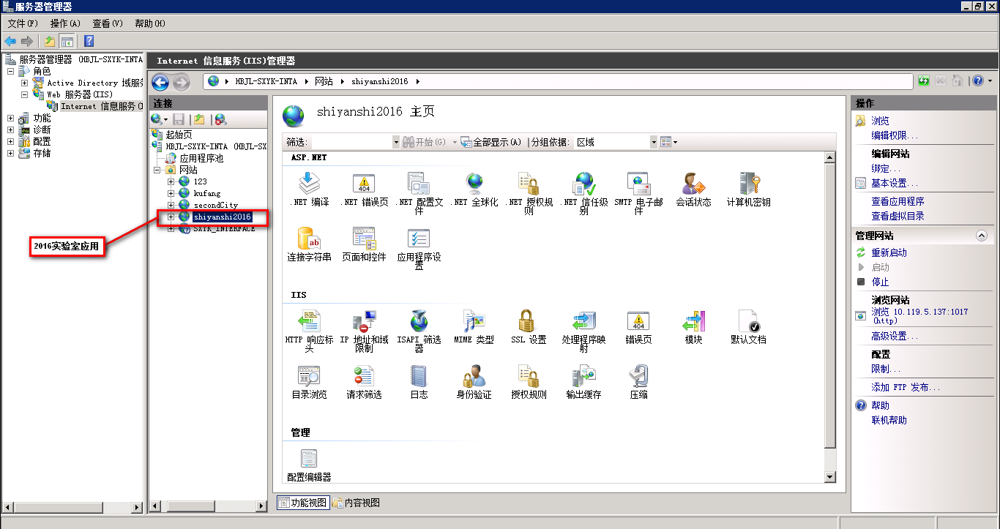 服务器管理器
文件(F) 操作(A) 查看(V) 帮助(H)
服务器管理器 (HBJL-SXYK-INTA
角色
Active Directory 域服务
Web 服务器(IIS)
Internet 信息服务(I
功能
诊断
配置
存储
Internet 信息服务(IIS)管理器
HBJL-SXYK-INTA 网站 shiyanshi2016
连接
起始页
HBJL-SXYK-INTA (HBJL-SX
应用程序池
网站
123
kufang
secondCity
shiyanshi2016
SXYK_INTERFACE
2016实验室应用
shiyanshi2016 主页
筛选: 开始(G) 全部显示(A) 分组依据: 区域
ASP.NET
.NET 编译
.NET 错误页
.NET 配置文
件
.NET 全球化
.NET 授权规
则
.NET 信任级
别
SMTP 电子邮
件
会话状态
计算机密钥
连接字符串
页面和控件
应用程序设
置
IIS
HTTP 响应标
头
IP 地址和域
限制
ISAPI 筛选
器
MIME 类型
SSL 设置
处理程序映
射
错误页
模块
默认文档
目录浏览
请求筛选
日志
身份验证
授权规则
输出缓存
压缩
管理
配置编辑器
功能视图 内容视图
操作
浏览
编辑权限...
编辑网站
绑定...
基本设置...
查看应用程序
查看虚拟目录
管理网站
重新启动
启动
停止
浏览网站
浏览 10.119.5.137:1017
(http)
高级设置...
配置
限制...
添加 FTP 发布...
帮助
联机帮助